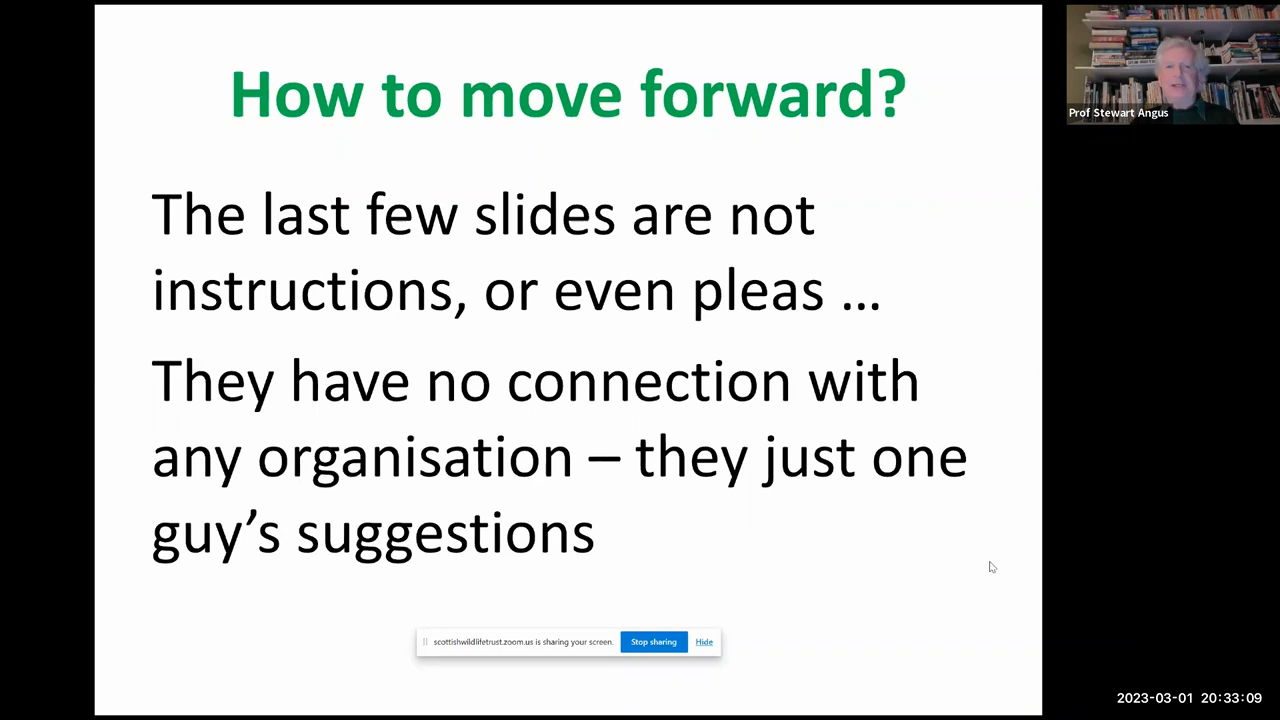 How to move forward?
The last few slides are not
instructions, or even pleas ...
They have no connection with
any organisation – they just one
guy's suggestions
scottishwildlifetrust.zoom.us is sharing your screen. Stop sharing Hide
Prof Stewart Angus
2023-03-01 20:33:09